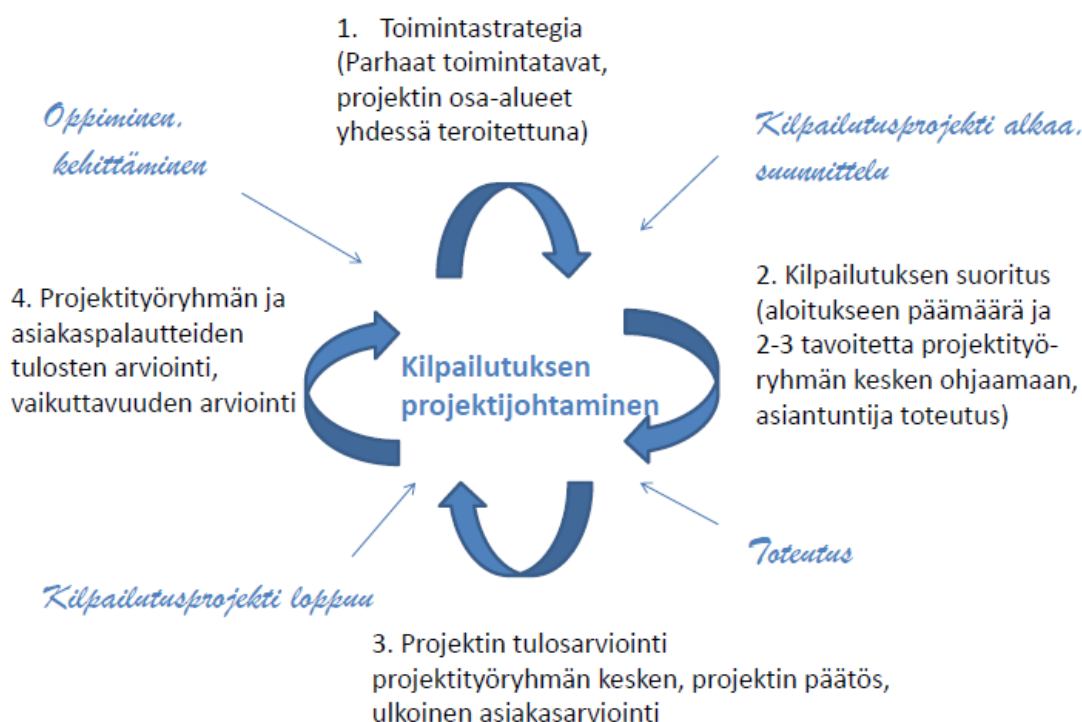 1. Toimintastrategia
(Parhaat toimintatavat,
projektin osa-alueet
yhdessä teroitettuna)
Oppiminen,
kehittäminen
Kilpailutusprojekti alkaa,
suunnittelu
4. Projektityöryhmän ja
asiakaspalautteiden
tulosten arviointi,
vaikuttavuuden arviointi
Kilpailutuksen
projektijohtaminen
2. Kilpailutuksen suoritus
(aloitukseen päämäärä ja
2-3 tavoitetta projektityö-
ryhmän kesken ohjaamaan,
asiantuntija toteutus)
Toteutus
Kilpailutusprojekti loppuu
3. Projektin tulosarviointi
projektityöryhmän kesken, projektin päätös,
ulkoinen asiakasarviointi